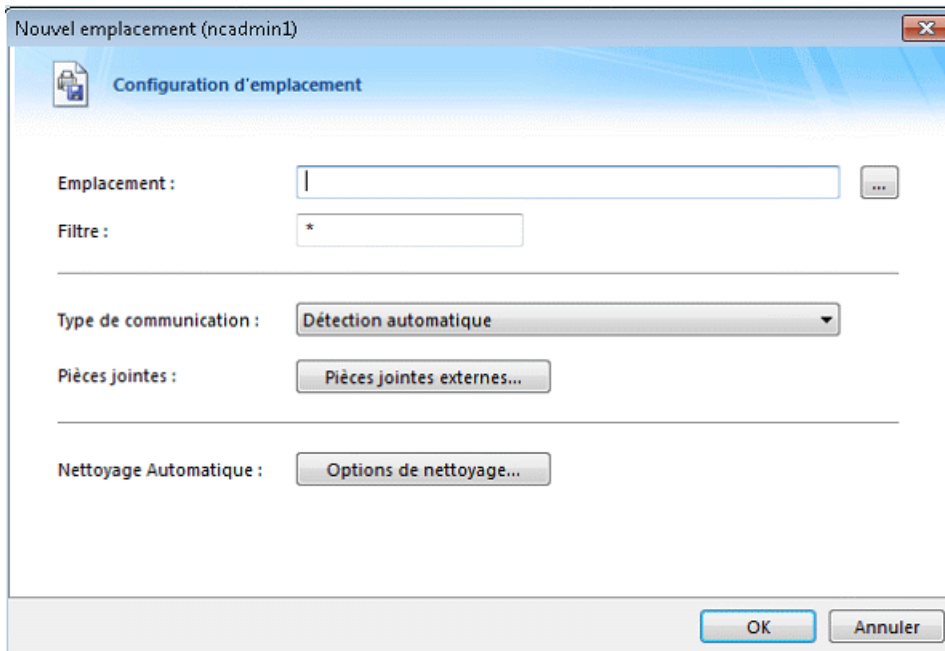 Nouvel emplacement (ncadmin1)
Configuration d'emplacement
Emplacement :
...
Filtre :
*
Type de communication :
Détection automatique
Pièces jointes :
Pièces jointes externes...
Nettoyage Automatique :
Options de nettoyage...
OK
Annuler